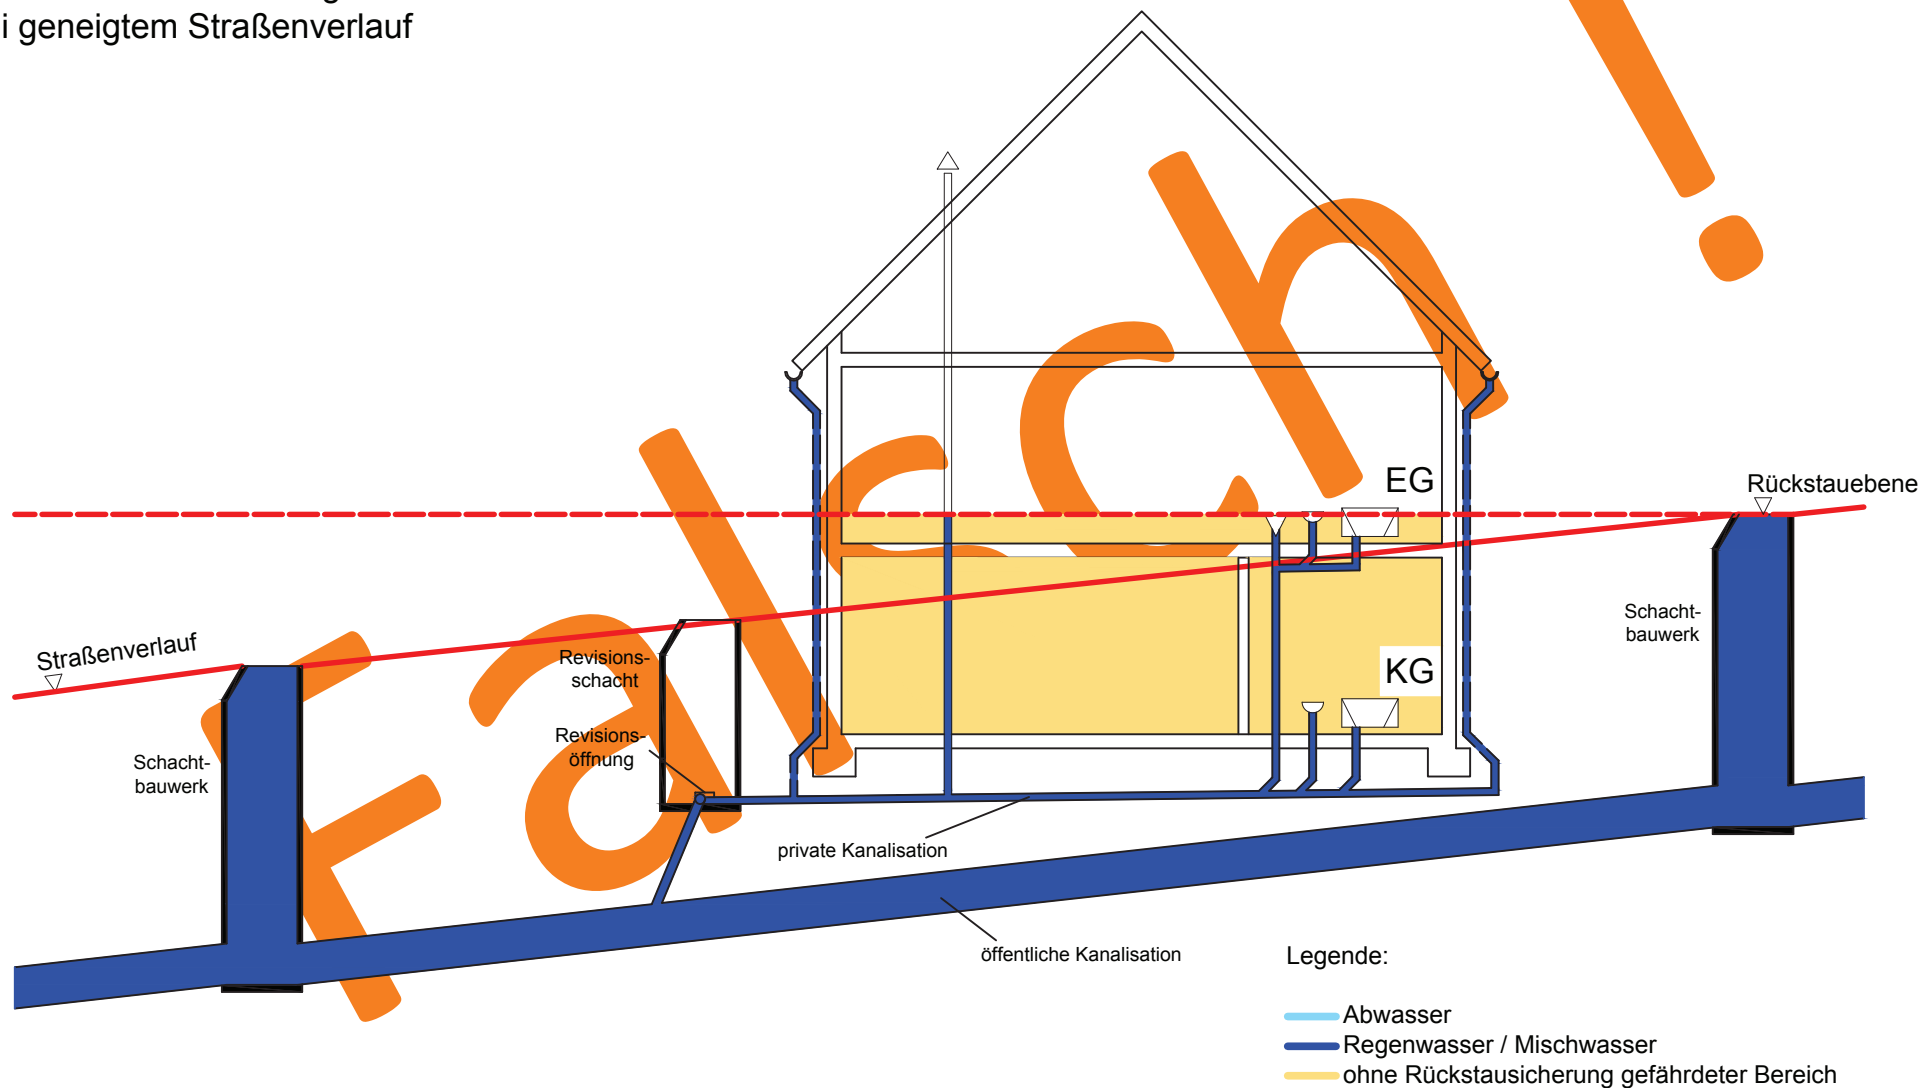 i geneigtem Straßenverlauf
Falsch!
EG
Rückstauebene
Straßenverlauf
Revisions-
schacht
Schacht-
bauwerk
KG
Revisions-
öffnung
Schacht-
bauwerk
private Kanalisation
öffentliche Kanalisation
Legende:
Abwasser
Regenwasser / Mischwasser
ohne Rückstausicherung gefährdeter Bereich